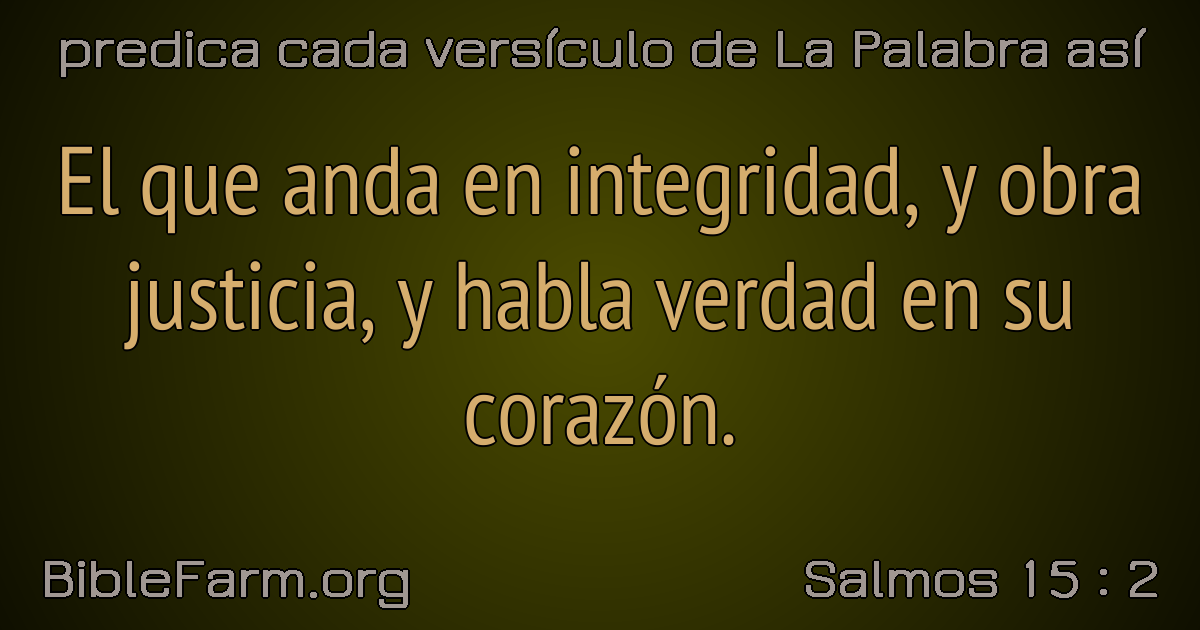 predica cada versículo de La Palabra así
El que anda en integridad, y obra
justicia, y habla verdad en su
corazón.
BibleFarm.org
Salmos 15 : 2